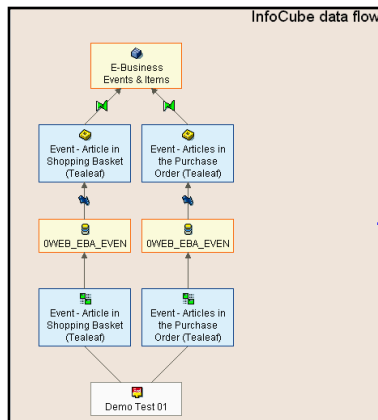 InfoCube data flow
E-Business
Events & Items
Event - Article in
Shopping Basket
(Tealeaf)
Event - Articles in
the Purchase
Order (Tealeaf)
0WEB_EBA_EVEN
0WEB_EBA_EVEN
Event - Article in
Shopping Basket
(Tealeaf)
Event - Articles in
the Purchase
Order (Tealeaf)
Demo Test 01